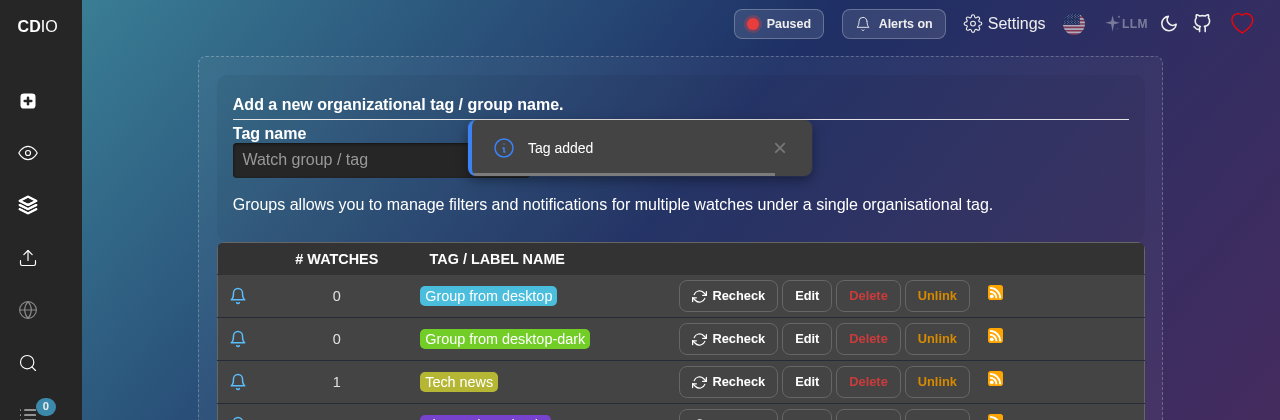 CDIO
Paused
Alerts on
Settings
LLM
Add a new organizational tag / group name.
Tag name
Watch group / tag
Tag added
Groups allows you to manage filters and notifications for multiple watches under a single organisational tag.
# WATCHES TAG / LABEL NAME
0 Group from desktop Recheck Edit Delete Unlink
0 Group from desktop-dark Recheck Edit Delete Unlink
1 Tech news Recheck Edit Delete Unlink
0